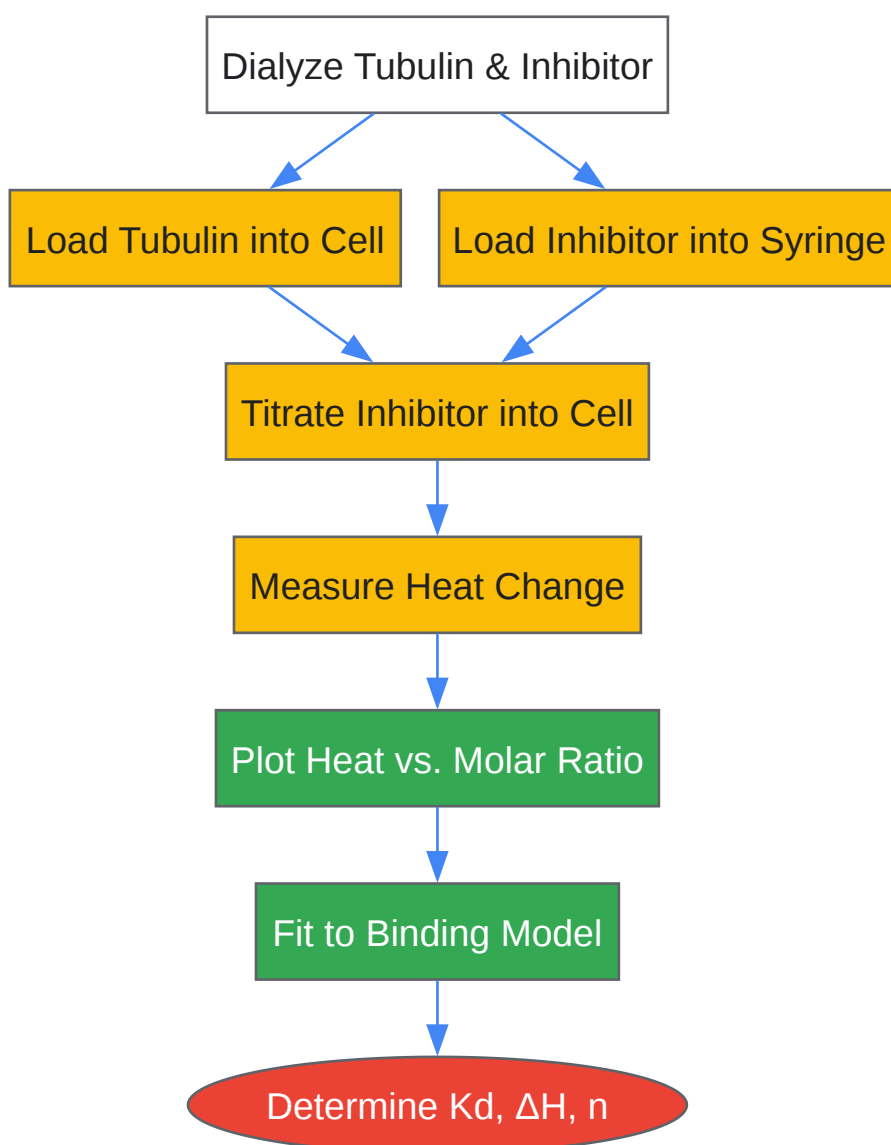 Dialyze Tubulin & Inhibitor
Load Tubulin into Cell
Load Inhibitor into Syringe
Titrate Inhibitor into Cell
Measure Heat Change
Plot Heat vs. Molar Ratio
Fit to Binding Model
Determine Kd, ΔH, n